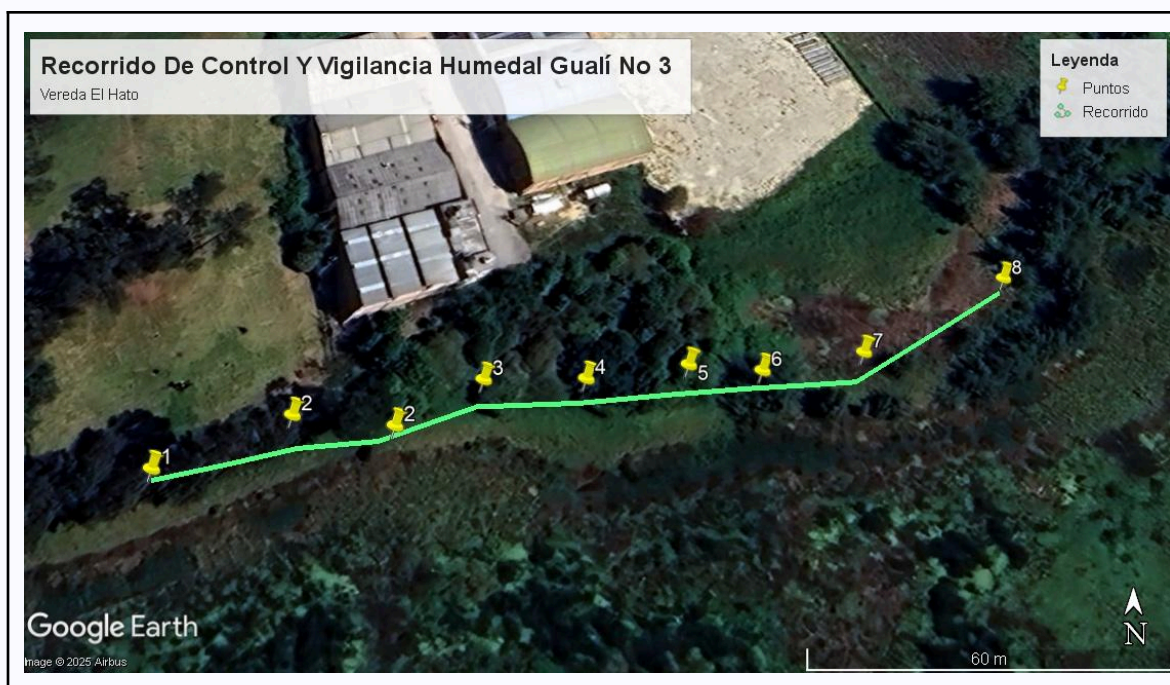 Recorrido De Control Y Vigilancia Humedal Gualí No 3
Vereda El Hato
Leyenda
Puntos
Recorrido
8
7
6
5
4
3
2
2
1
Google Earth
Image © 2025 Airbus
N
60 m